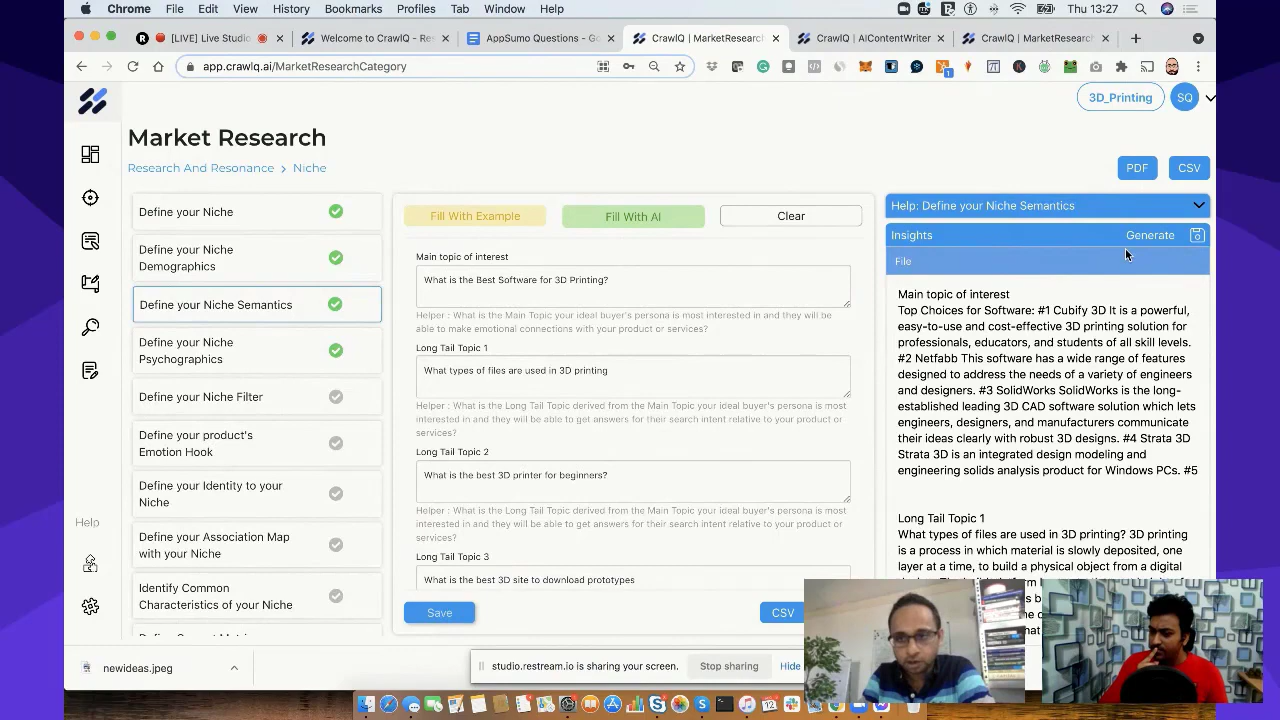 Chrome File Edit View History Bookmarks Profiles Tab Window Help Thu 13:27
[LIVE] Live Studio
Welcome to CrawlQ - Res
AppSumo Questions - Go
CrawlQ | MarketResearch
CrawlQ | AIContentWriter
CrawlQ | MarketResearch
app.crawlq.ai/MarketResearchCategory
3D_Printing
SQ
Market Research
Research And Resonance > Niche
PDF
CSV
Define your Niche
Define your Niche
Demographics
Define your Niche Semantics
Define your Niche
Psychographics
Define your Niche Filter
Define your product's
Emotion Hook
Define your Identity to your
Niche
Define your Association Map
with your Niche
Identify Common
Characteristics of your Niche
Help
Fill With Example
Fill With AI
Clear
Main topic of interest
What is the Best Software for 3D Printing?
Helper : What is the Main Topic your ideal buyer's persona is most interested in and they will be
able to make emotional connections with your product or services?
Long Tail Topic 1
What types of files are used in 3D printing
Helper : What is the Long Tail Topic derived from the Main Topic your ideal buyer's persona is most
interested in and they will be able to get answers for their search intent relative to your product or
services?
Long Tail Topic 2
What is the best 3D printer for beginners?
Helper : What is the Long Tail Topic derived from the Main Topic your ideal buyer's persona is most
interested in and they will be able to get answers for their search intent relative to your product or
services?
Long Tail Topic 3
What is the best 3D site to download prototypes
Save
CSV
Help: Define your Niche Semantics
Insights
Generate
File
Main topic of interest
Top Choices for Software: #1 Cubify 3D It is a powerful,
easy-to-use and cost-effective 3D printing solution for
professionals, educators, and students of all skill levels.
#2 Netfabb This software has a wide range of features
designed to address the needs of a variety of engineers
and designers. #3 SolidWorks SolidWorks is the long-
established leading 3D CAD software solution which lets
engineers, designers, and manufacturers communicate
their ideas clearly with robust 3D designs. #4 Strata 3D
Strata 3D is an integrated design modeling and
engineering solids analysis product for Windows PCs. #5
Long Tail Topic 1
What types of files are used in 3D printing? 3D printing
is a process in which material is slowly deposited, one
layer at a time, to build a physical object from a digital
newideas.jpeg
studio.restream.io is sharing your screen.
Stop sharing
Hide